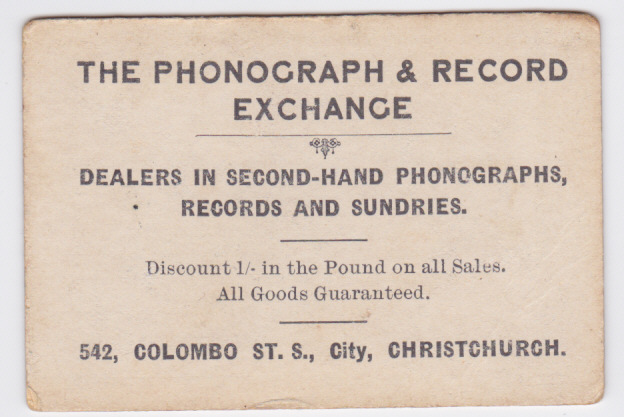 THE PHONOGRAPH & RECORD
EXCHANGE
DEALERS IN SECOND-HAND PHONOGRAPHS,
RECORDS AND SUNDRIES.
Discount 1/- in the Pound on all Sales.
All Goods Guaranteed.
542, COLOMBO ST. S., City, CHRISTCHURCH.